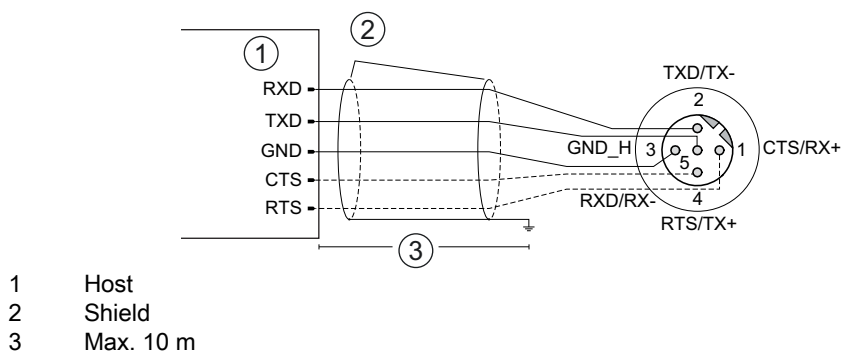 1
2
RXD
TXD
GND
CTS
RTS
TXD/TX-
2
GND_H 3 1 CTS/RX+
5
RXD/RX- 4
RTS/TX+
3
1 Host
2 Shield
3 Max. 10 m